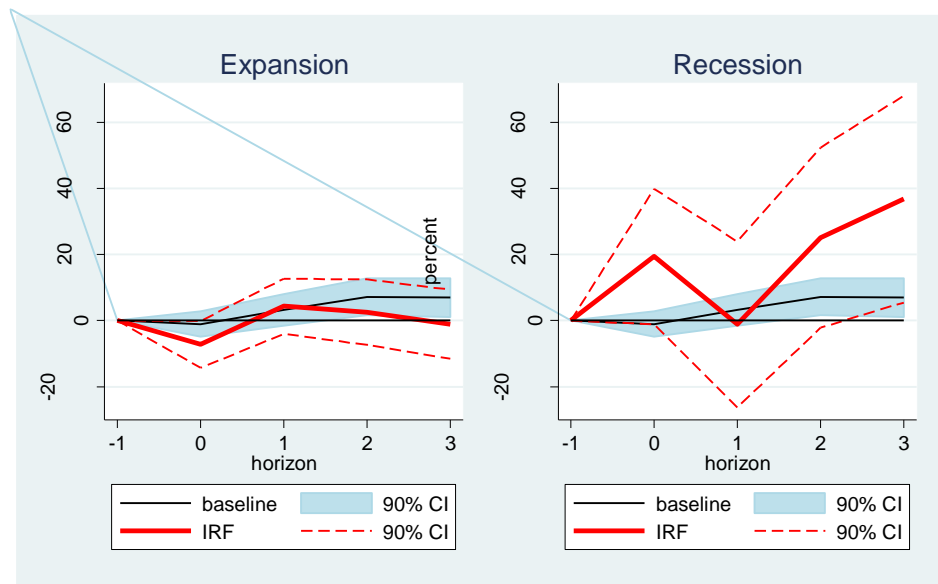 Expansion
60
40
20
0
-20
-1 0 1 2 3
horizon
baseline 90% CI
IRF 90% CI
percent
Recession
60
40
20
0
-20
-1 0 1 2 3
horizon
baseline 90% CI
IRF 90% CI